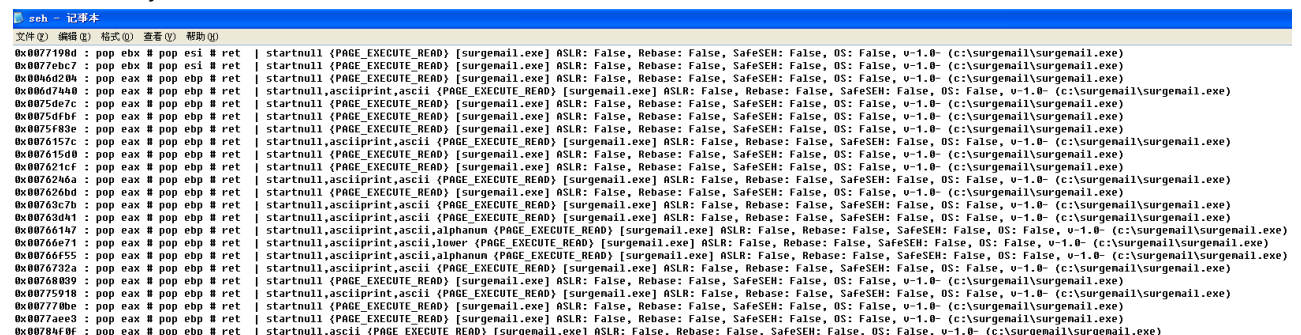 seh - 记事本
文件(F) 编辑(E) 格式(O) 查看(V) 帮助(H)
0x0077198d : pop ebx # pop esi # ret | startnull {PAGE_EXECUTE_READ} [surgemail.exe] ASLR: False, Rebase: False, SafeSEH: False, OS: False, v-1.0- (c:\surgemail\surgemail.exe)
0x0077ebc7 : pop ebx # pop esi # ret | startnull {PAGE_EXECUTE_READ} [surgemail.exe] ASLR: False, Rebase: False, SafeSEH: False, OS: False, v-1.0- (c:\surgemail\surgemail.exe)
0x0046d204 : pop eax # pop ebp # ret | startnull {PAGE_EXECUTE_READ} [surgemail.exe] ASLR: False, Rebase: False, SafeSEH: False, OS: False, v-1.0- (c:\surgemail\surgemail.exe)
0x006d7440 : pop eax # pop ebp # ret | startnull,asciiprint,ascii {PAGE_EXECUTE_READ} [surgemail.exe] ASLR: False, Rebase: False, SafeSEH: False, OS: False, v-1.0- (c:\surgemail\surgemail.exe)
0x0075de7c : pop eax # pop ebp # ret | startnull {PAGE_EXECUTE_READ} [surgemail.exe] ASLR: False, Rebase: False, SafeSEH: False, OS: False, v-1.0- (c:\surgemail\surgemail.exe)
0x0075dfbf : pop eax # pop ebp # ret | startnull {PAGE_EXECUTE_READ} [surgemail.exe] ASLR: False, Rebase: False, SafeSEH: False, OS: False, v-1.0- (c:\surgemail\surgemail.exe)
0x0075f83e : pop eax # pop ebp # ret | startnull {PAGE_EXECUTE_READ} [surgemail.exe] ASLR: False, Rebase: False, SafeSEH: False, OS: False, v-1.0- (c:\surgemail\surgemail.exe)
0x0076157c : pop eax # pop ebp # ret | startnull,asciiprint,ascii {PAGE_EXECUTE_READ} [surgemail.exe] ASLR: False, Rebase: False, SafeSEH: False, OS: False, v-1.0- (c:\surgemail\surgemail.exe)
0x007615d0 : pop eax # pop ebp # ret | startnull {PAGE_EXECUTE_READ} [surgemail.exe] ASLR: False, Rebase: False, SafeSEH: False, OS: False, v-1.0- (c:\surgemail\surgemail.exe)
0x007621cf : pop eax # pop ebp # ret | startnull {PAGE_EXECUTE_READ} [surgemail.exe] ASLR: False, Rebase: False, SafeSEH: False, OS: False, v-1.0- (c:\surgemail\surgemail.exe)
0x0076246a : pop eax # pop ebp # ret | startnull,asciiprint,ascii {PAGE_EXECUTE_READ} [surgemail.exe] ASLR: False, Rebase: False, SafeSEH: False, OS: False, v-1.0- (c:\surgemail\surgemail.exe)
0x007626bd : pop eax # pop ebp # ret | startnull {PAGE_EXECUTE_READ} [surgemail.exe] ASLR: False, Rebase: False, SafeSEH: False, OS: False, v-1.0- (c:\surgemail\surgemail.exe)
0x00763c7b : pop eax # pop ebp # ret | startnull,asciiprint,ascii {PAGE_EXECUTE_READ} [surgemail.exe] ASLR: False, Rebase: False, SafeSEH: False, OS: False, v-1.0- (c:\surgemail\surgemail.exe)
0x00763d41 : pop eax # pop ebp # ret | startnull,asciiprint,ascii {PAGE_EXECUTE_READ} [surgemail.exe] ASLR: False, Rebase: False, SafeSEH: False, OS: False, v-1.0- (c:\surgemail\surgemail.exe)
0x00766147 : pop eax # pop ebp # ret | startnull,asciiprint,ascii,alphanum {PAGE_EXECUTE_READ} [surgemail.exe] ASLR: False, Rebase: False, SafeSEH: False, OS: False, v-1.0- (c:\surgemail\surgemail.exe)
0x00766e71 : pop eax # pop ebp # ret | startnull,asciiprint,ascii,lower {PAGE_EXECUTE_READ} [surgemail.exe] ASLR: False, Rebase: False, SafeSEH: False, OS: False, v-1.0- (c:\surgemail\surgemail.exe)
0x00766f55 : pop eax # pop ebp # ret | startnull,asciiprint,ascii,alphanum {PAGE_EXECUTE_READ} [surgemail.exe] ASLR: False, Rebase: False, SafeSEH: False, OS: False, v-1.0- (c:\surgemail\surgemail.exe)
0x0076732a : pop eax # pop ebp # ret | startnull,asciiprint,ascii {PAGE_EXECUTE_READ} [surgemail.exe] ASLR: False, Rebase: False, SafeSEH: False, OS: False, v-1.0- (c:\surgemail\surgemail.exe)
0x00768039 : pop eax # pop ebp # ret | startnull {PAGE_EXECUTE_READ} [surgemail.exe] ASLR: False, Rebase: False, SafeSEH: False, OS: False, v-1.0- (c:\surgemail\surgemail.exe)
0x00775918 : pop eax # pop ebp # ret | startnull,asciiprint,ascii {PAGE_EXECUTE_READ} [surgemail.exe] ASLR: False, Rebase: False, SafeSEH: False, OS: False, v-1.0- (c:\surgemail\surgemail.exe)
0x007770be : pop eax # pop ebp # ret | startnull {PAGE_EXECUTE_READ} [surgemail.exe] ASLR: False, Rebase: False, SafeSEH: False, OS: False, v-1.0- (c:\surgemail\surgemail.exe)
0x0077aee3 : pop eax # pop ebp # ret | startnull {PAGE_EXECUTE_READ} [surgemail.exe] ASLR: False, Rebase: False, SafeSEH: False, OS: False, v-1.0- (c:\surgemail\surgemail.exe)
0x00784f0f : pop eax # pop ebp # ret | startnull,ascii {PAGE_EXECUTE_READ} [surgemail.exe] ASLR: False, Rebase: False, SafeSEH: False, OS: False, v-1.0- (c:\surgemail\surgemail.exe)